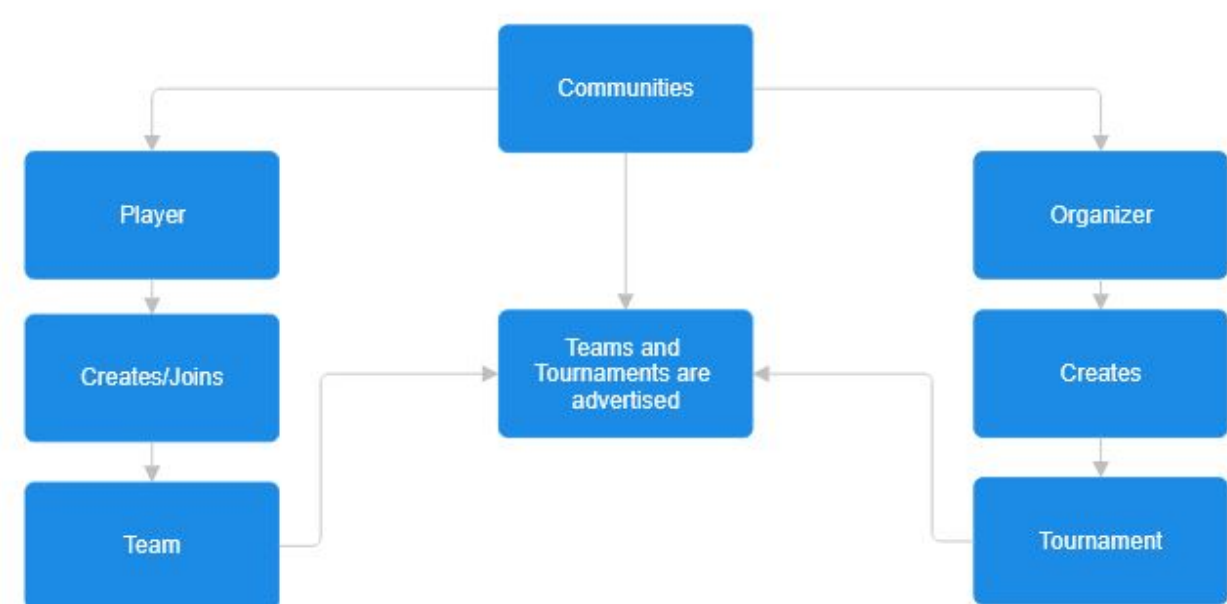 Communities
Player
Organizer
Creates/Joins
Teams and
Tournaments are
advertised
Creates
Team
Tournament